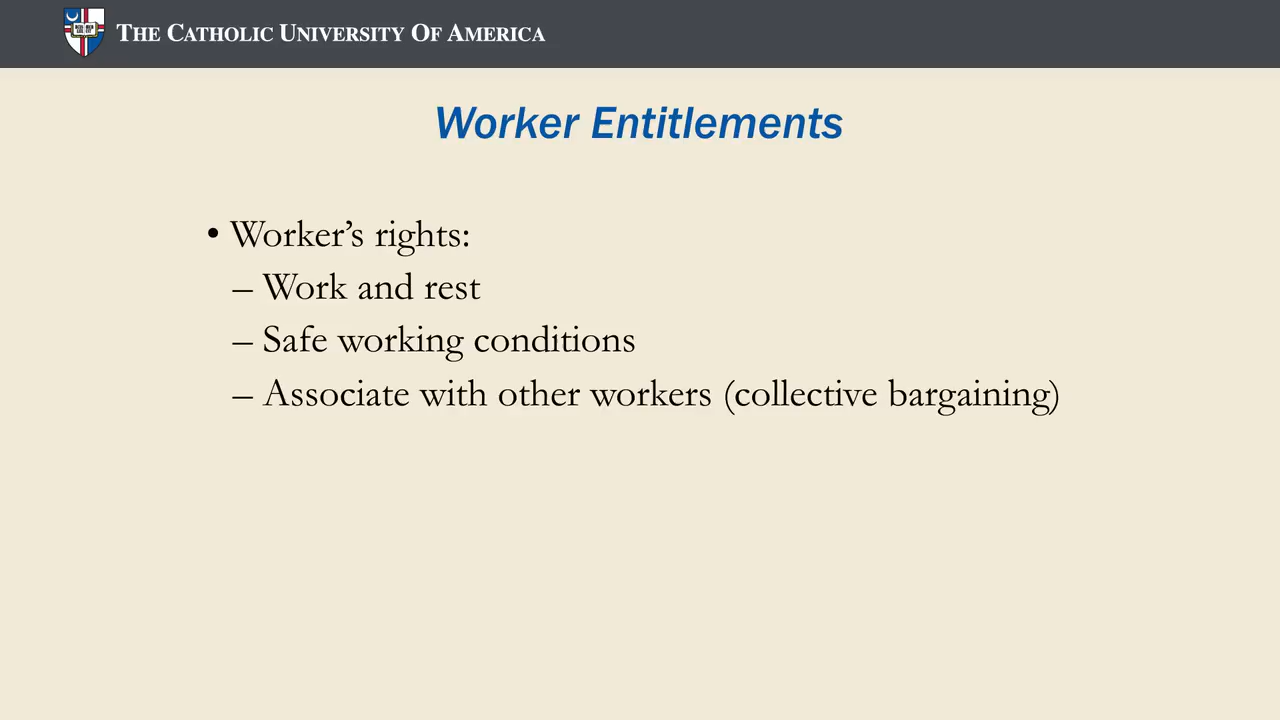 THE CATHOLIC UNIVERSITY OF AMERICA
Worker Entitlements
• Worker’s rights:
– Work and rest
– Safe working conditions
– Associate with other workers (collective bargaining)